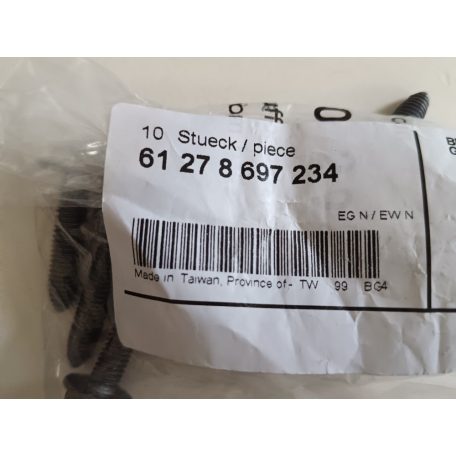 10 Stueck / piece
61 27 8 697 234
EG N / EW N
Made in Taiwan, Province of - TW 99 BG4